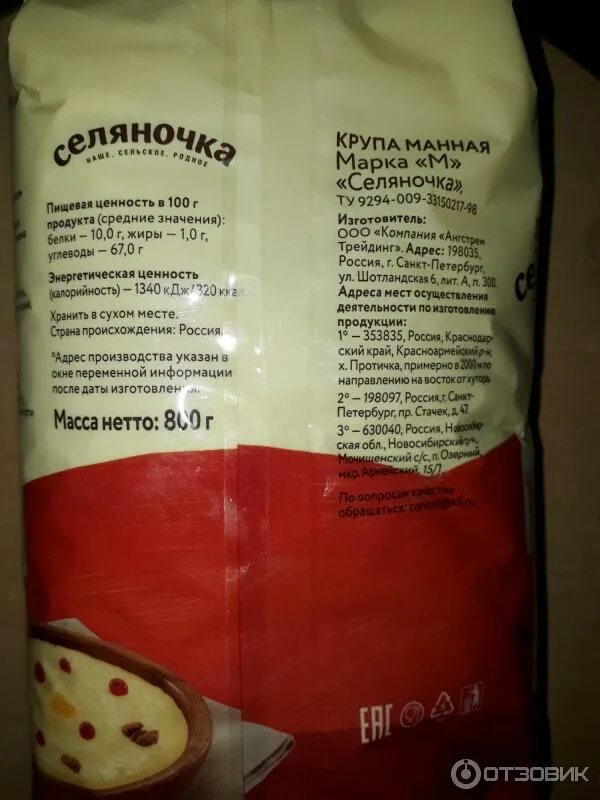 селяночка
НАШЕ. СЕЛЬСКОЕ. РОДНОЕ
Пищевая ценность в 100 г
продукта (средние значения):
белки — 10,0 г, жиры — 1,0 г,
углеводы — 67,0 г
Энергетическая ценность
(калорийность) — 1340 кДж/320 ккал.
Хранить в сухом месте.
Страна происхождения: Россия.
°Адрес производства указан в
окне переменной информации
после даты изготовления.
Масса нетто: 800 г
КРУПА МАННАЯ
Марка «М»
«Селяночка»,
ТУ 9294-009-33150217-98
Изготовитель:
ООО «Компания «Ангстрем
Трейдинг». Адрес: 198035,
Россия, г. Санкт-Петербург,
ул. Шотландская 6, лит. А, п. 300.
Адреса мест осуществления
деятельности по изготовлению
продукции:
1° — 353835, Россия, Краснодар-
ский край, Красноармейский р-н,
х. Протичка, примерно в 2000 м по
направлению на восток от хутора.
2° — 198097, Россия, г. Санкт-
Петербург, пр. Стачек, д. 47.
3° — 630040, Россия, Новосибир-
ская обл., Новосибирский р-н,
Мочищенский с/с, п. Озерный,
мкр. Армейский, 15/7
По вопросам качества
обращаться:
се
EAC
ОТЗОВИК